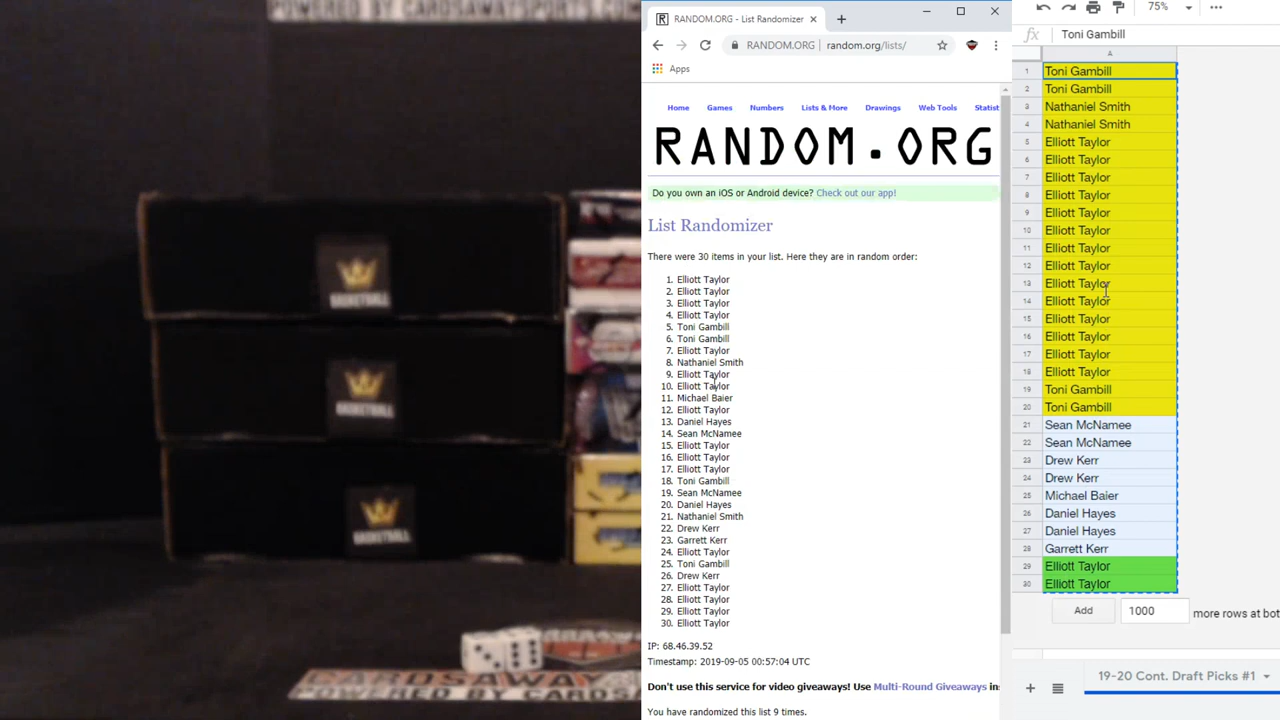 POWERED BY CARDSAWAY SPORTS
BASKETBALL
BASKETBALL
BASKETBALL
POWERED BY CARDS
RANDOM.ORG - List Randomizer
RANDOM.ORG
random.org/lists/
Apps
Home Games Numbers Lists & More Drawings Web Tools Statist
RANDOM.ORG
Do you own an iOS or Android device? Check out our app!
List Randomizer
There were 30 items in your list. Here they are in random order:
1. Elliott Taylor
2. Elliott Taylor
3. Elliott Taylor
4. Elliott Taylor
5. Toni Gambill
6. Toni Gambill
7. Elliott Taylor
8. Nathaniel Smith
9. Elliott Taylor
10. Elliott Taylor
11. Michael Baier
12. Elliott Taylor
13. Daniel Hayes
14. Sean McNamee
15. Elliott Taylor
16. Elliott Taylor
17. Elliott Taylor
18. Toni Gambill
19. Sean McNamee
20. Daniel Hayes
21. Nathaniel Smith
22. Drew Kerr
23. Garrett Kerr
24. Elliott Taylor
25. Toni Gambill
26. Drew Kerr
27. Elliott Taylor
28. Elliott Taylor
29. Elliott Taylor
30. Elliott Taylor
IP: 68.46.39.52
Timestamp: 2019-09-05 00:57:04 UTC
Don't use this service for video giveaways! Use Multi-Round Giveaways ins
You have randomized this list 9 times.
75%
fx Toni Gambill
A
1 Toni Gambill
2 Toni Gambill
3 Nathaniel Smith
4 Nathaniel Smith
5 Elliott Taylor
6 Elliott Taylor
7 Elliott Taylor
8 Elliott Taylor
9 Elliott Taylor
10 Elliott Taylor
11 Elliott Taylor
12 Elliott Taylor
13 Elliott Taylor
14 Elliott Taylor
15 Elliott Taylor
16 Elliott Taylor
17 Elliott Taylor
18 Elliott Taylor
19 Toni Gambill
20 Toni Gambill
21 Sean McNamee
22 Sean McNamee
23 Drew Kerr
24 Drew Kerr
25 Michael Baier
26 Daniel Hayes
27 Daniel Hayes
28 Garrett Kerr
29 Elliott Taylor
30 Elliott Taylor
Add 1000 more rows at bot
19-20 Cont. Draft Picks #1